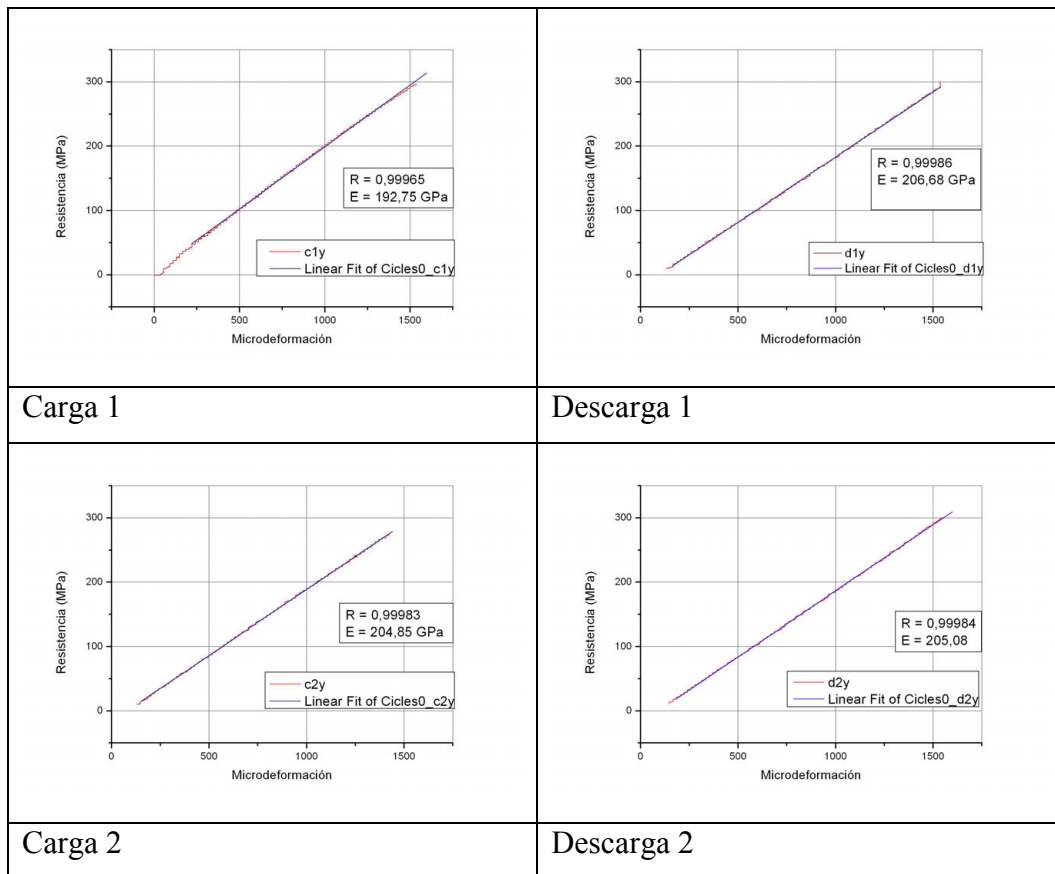 Resistencia (MPa)
300
200
100
0
R = 0,99965
E = 192,75 GPa
c1y
Linear Fit of Cicles0_c1y
0 500 1000 1500
Microdeformación
Resistencia (MPa)
300
200
100
0
R = 0,99986
E = 206,68 GPa
d1y
Linear Fit of Cicles0_d1y
0 500 1000 1500
Microdeformación
Carga 1
Descarga 1
Resistencia (MPa)
300
200
100
0
R = 0,99983
E = 204,85 GPa
c2y
Linear Fit of Cicles0_c2y
0 500 1000 1500
Microdeformación
Resistencia (MPa)
300
200
100
0
R = 0,99984
E = 205,08
d2y
Linear Fit of Cicles0_d2y
0 500 1000 1500
Microdeformación
Carga 2
Descarga 2